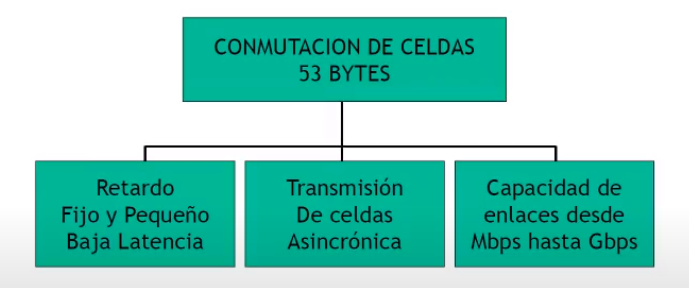 CONMUTACION DE CELDAS
53 BYTES
Retardo
Fijo y Pequeño
Baja Latencia
Transmisión
De celdas
Asincrónica
Capacidad de
enlaces desde
Mbps hasta Gbps